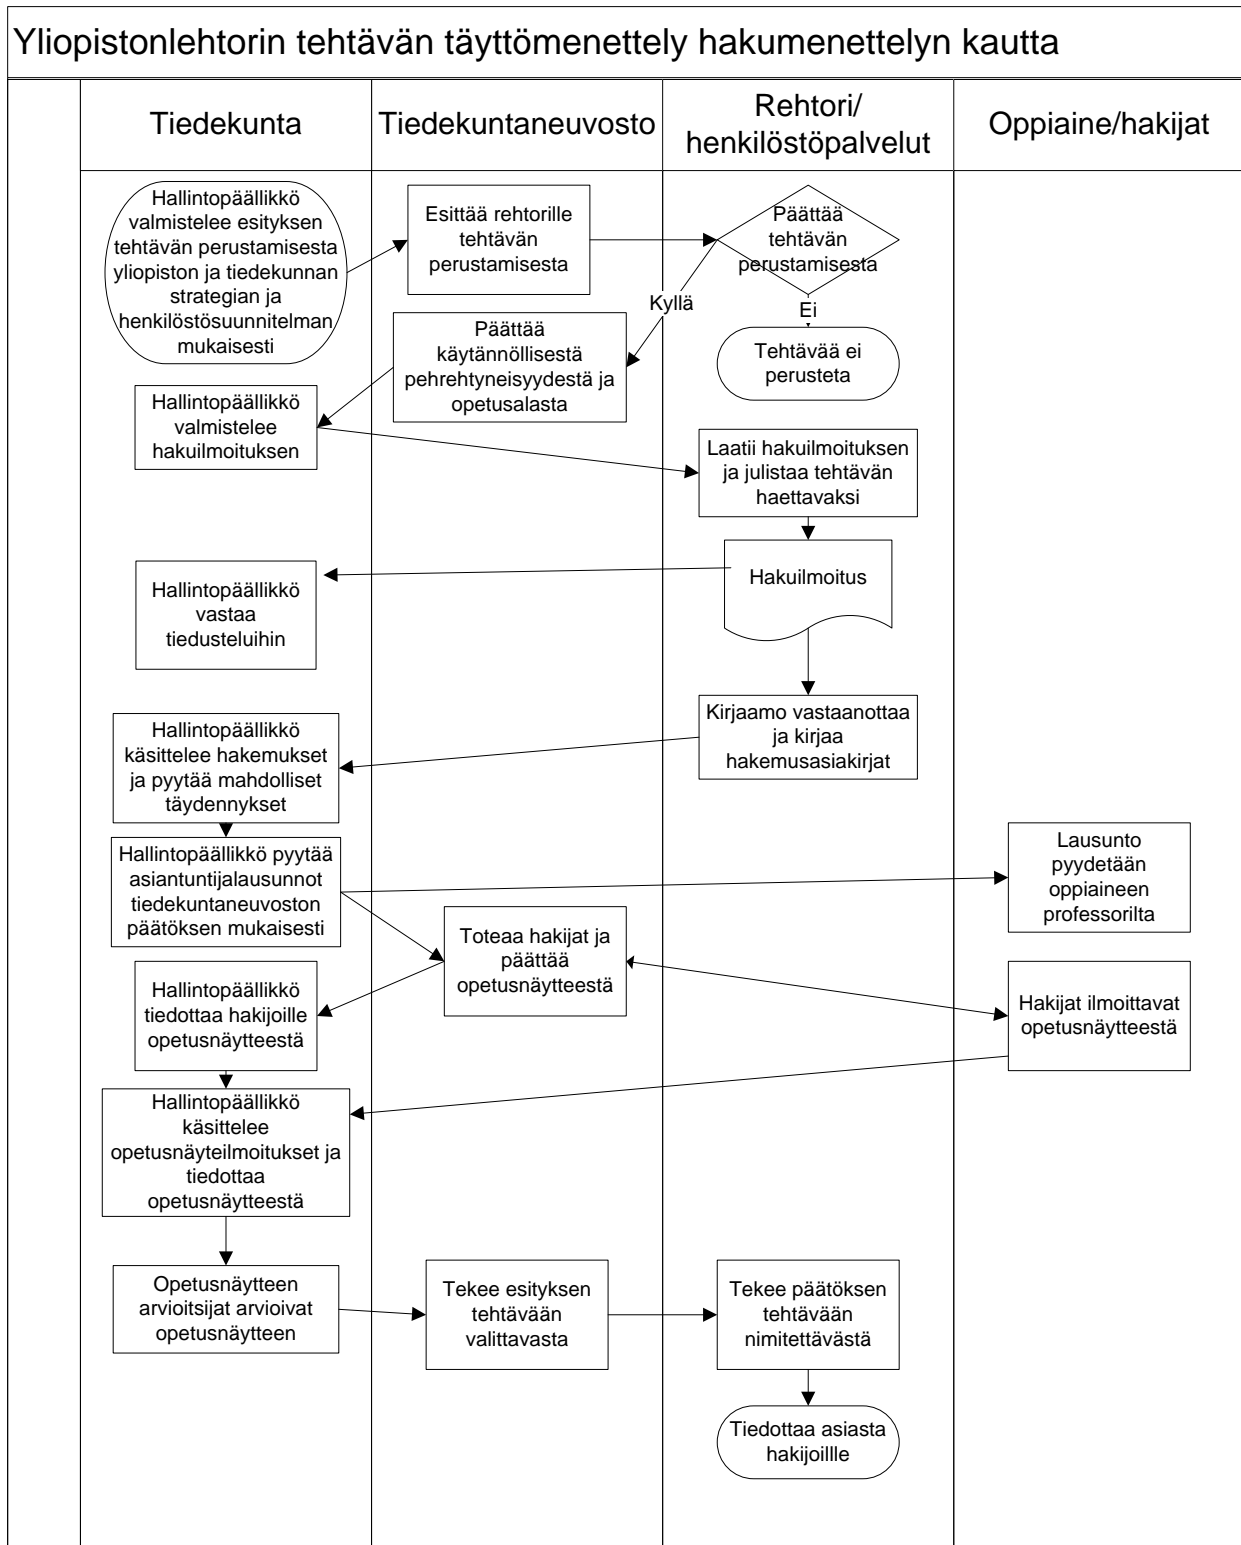 Yliopistonlehtorin tehtävän täyttömenettely hakumenettelyn kautta
Tiedekunta
Tiedekuntaneuvosto
Rehtori/
henkilöstöpalvelut
Oppiaine/hakijat
Hallintopäällikkö
valmistelee esityksen
tehtävän perustamisesta
yliopiston ja tiedekunnan
strategian ja
henkilöstösuunnitelman
mukaisesti
Esittää rehtorille
tehtävän
perustamisesta
Päättää
tehtävän
perustamisesta
Kyllä
Ei
Päättää
käytännöllisestä
pehrehtyneisyydestä ja
opetusalasta
Tehtävää ei
perusteta
Hallintopäällikkö
valmistelee
hakuilmoituksen
Laatii hakuilmoituksen
ja julistaa tehtävän
haettavaksi
Hakuilmoitus
Hallintopäällikkö
vastaa
tiedusteluihin
Kirjaamo vastaanottaa
ja kirjaa
hakemusasiakirjat
Hallintopäällikkö
käsittelee hakemukset
ja pyytää mahdolliset
täydennykset
Hallintopäällikkö pyytää
asiantuntijalausunnot
tiedekuntaneuvoston
päätöksen mukaisesti
Lausunto
pyydetään
oppiaineen
professorilta
Toteaa hakijat ja
päättää
opetusnäytteestä
Hallintopäällikkö
tiedottaa hakijoille
opetusnäytteestä
Hakijat ilmoittavat
opetusnäytteestä
Hallintopäällikkö
käsittelee
opetusnäyteilmoitukset ja
tiedottaa
opetusnäytteestä
Opetusnäytteen
arvioitsijat arvioivat
opetusnäytteen
Tekee esityksen
tehtävään
valittavasta
Tekee päätöksen
tehtävään
nimitettävästä
Tiedottaa asiasta
hakijoillle